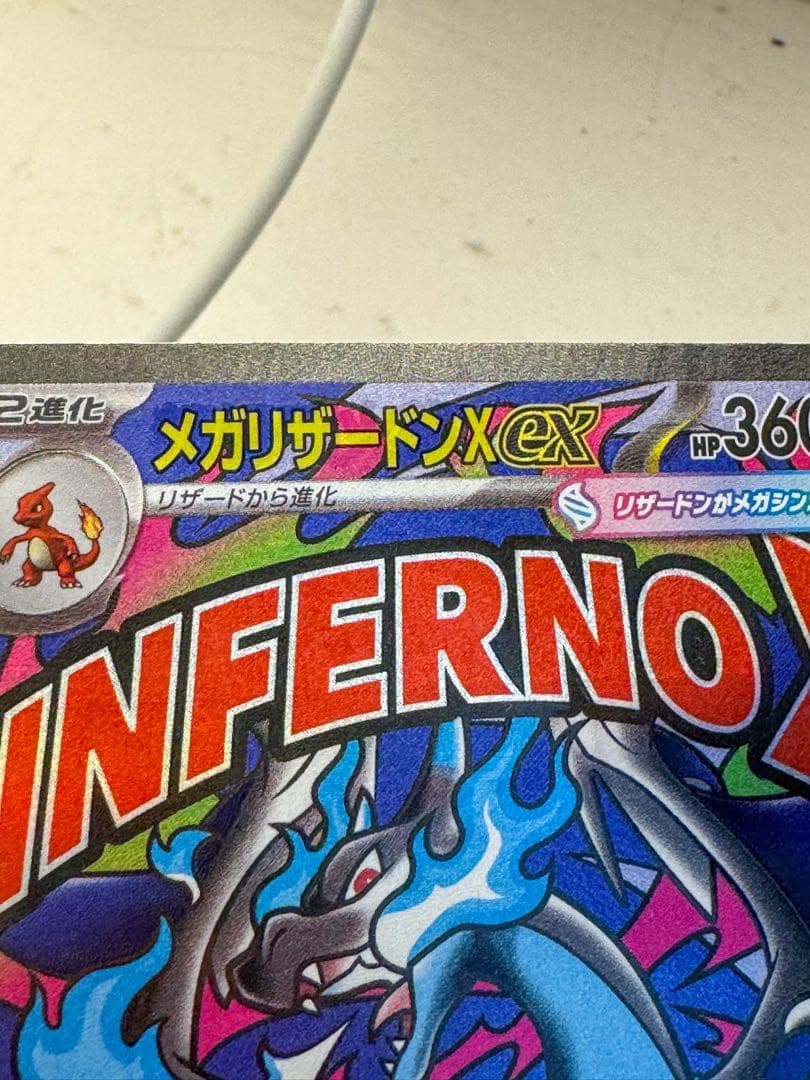 2進化
メガリザードンXex
HP360
リザードから進化
リザードンがメガシン
INFERNO